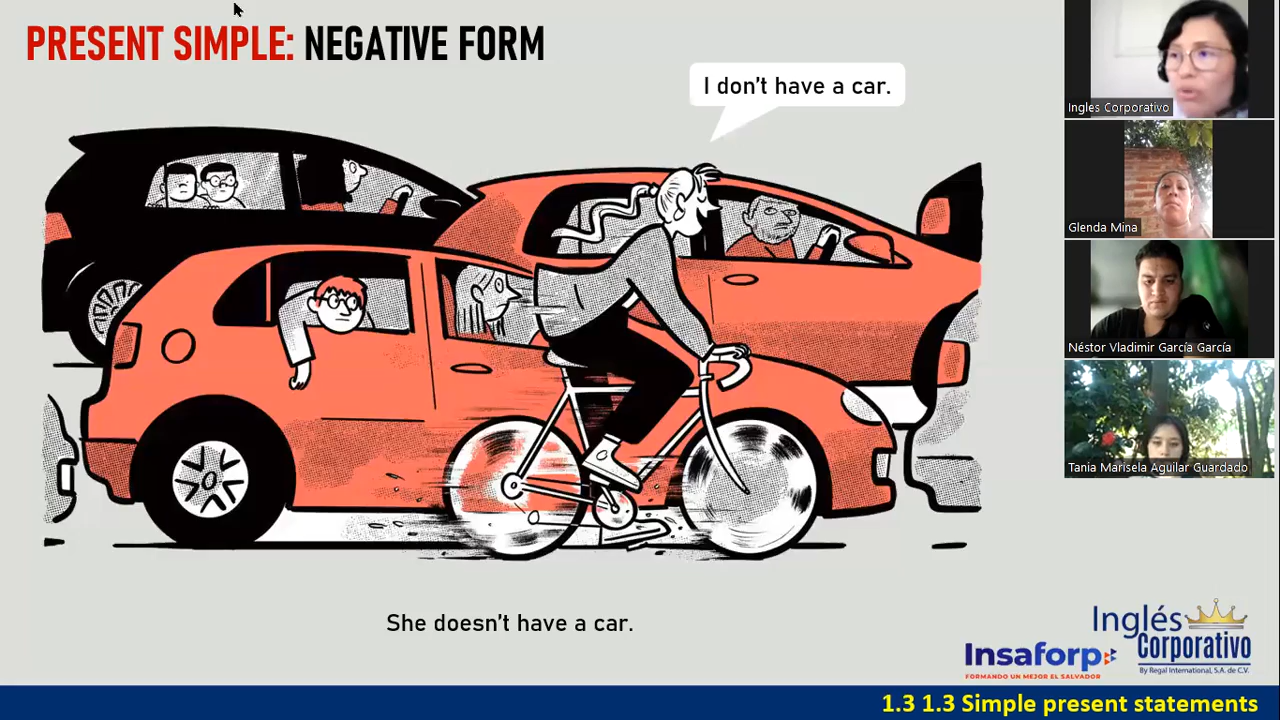 PRESENT SIMPLE: NEGATIVE FORM
I don't have a car.
She doesn't have a car.
Ingles Corporativo
Glenda Mina
Néstor Vladimir García García
Tania Marisela Aguilar Guardado
Insaforp
FORMANDO UN MEJOR EL SALVADOR
Inglés
Corporativo
By Regal International, S.A. de C.V.
1.3 1.3 Simple present statements